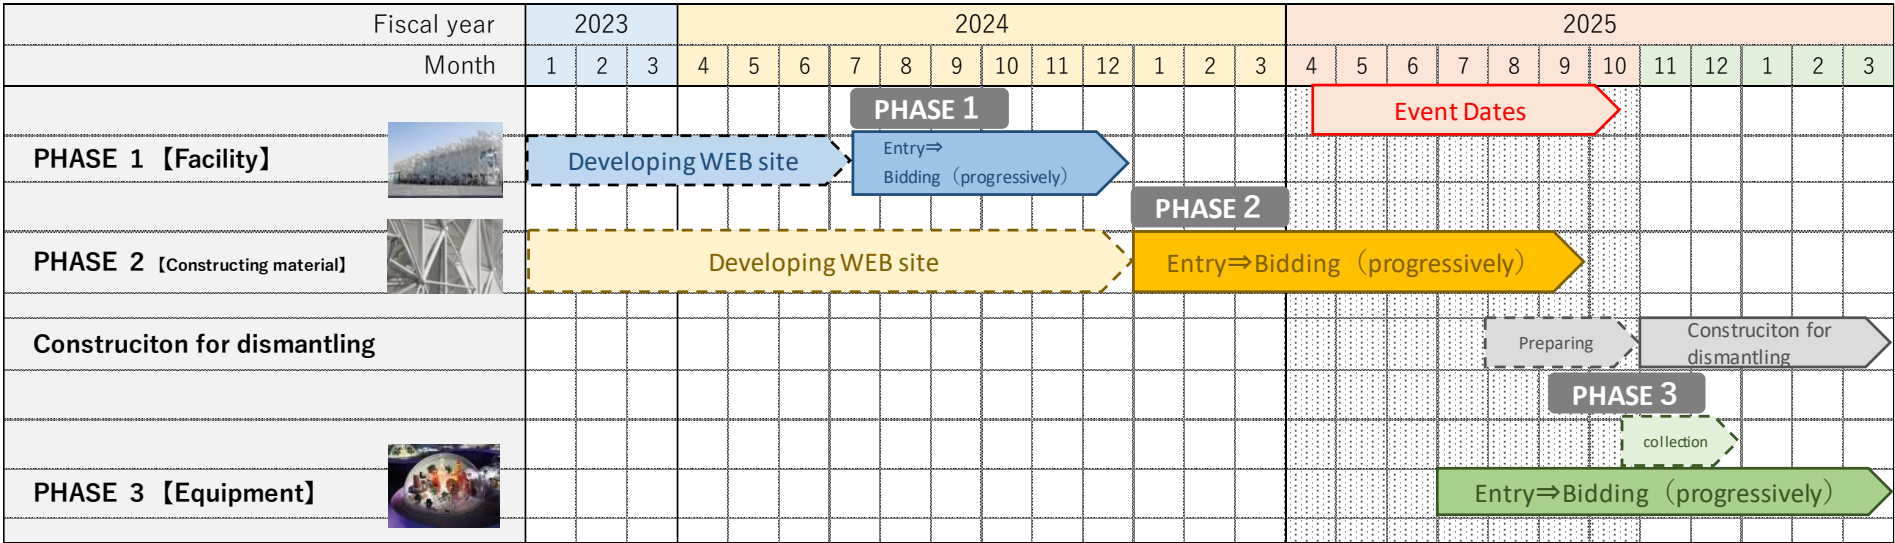 Fiscal year 2023 2024 2025
Month 1 2 3 4 5 6 7 8 9 10 11 12 1 2 3 4 5 6 7 8 9 10 11 12 1 2 3
PHASE 1
Event Dates
PHASE 1【Facility】
Developing WEB site
Entry⇒
Bidding（progressively）
PHASE 2
PHASE 2【Constructing material】
Developing WEB site
Entry⇒Bidding（progressively）
Construciton for dismantling
Preparing
Construciton for
dismantling
PHASE 3
collection
PHASE 3【Equipment】
Entry⇒Bidding（progressively）